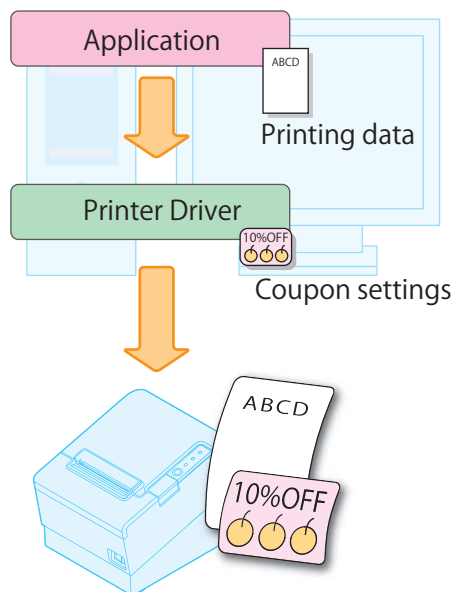 Application
ABCD
Printing data
Printer Driver
10%OFF
Coupon settings
ABCD
10%OFF